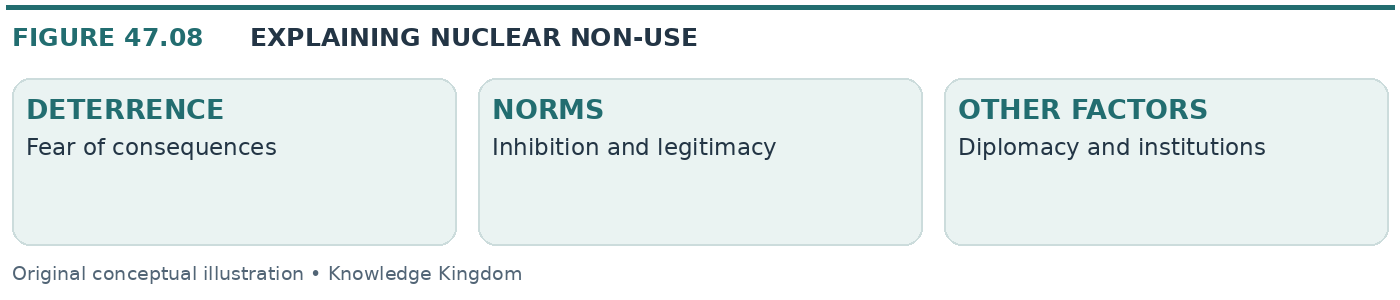 FIGURE 47.08 EXPLAINING NUCLEAR NON-USE
DETERRENCE
Fear of consequences
NORMS
Inhibition and legitimacy
OTHER FACTORS
Diplomacy and institutions
Original conceptual illustration • Knowledge Kingdom